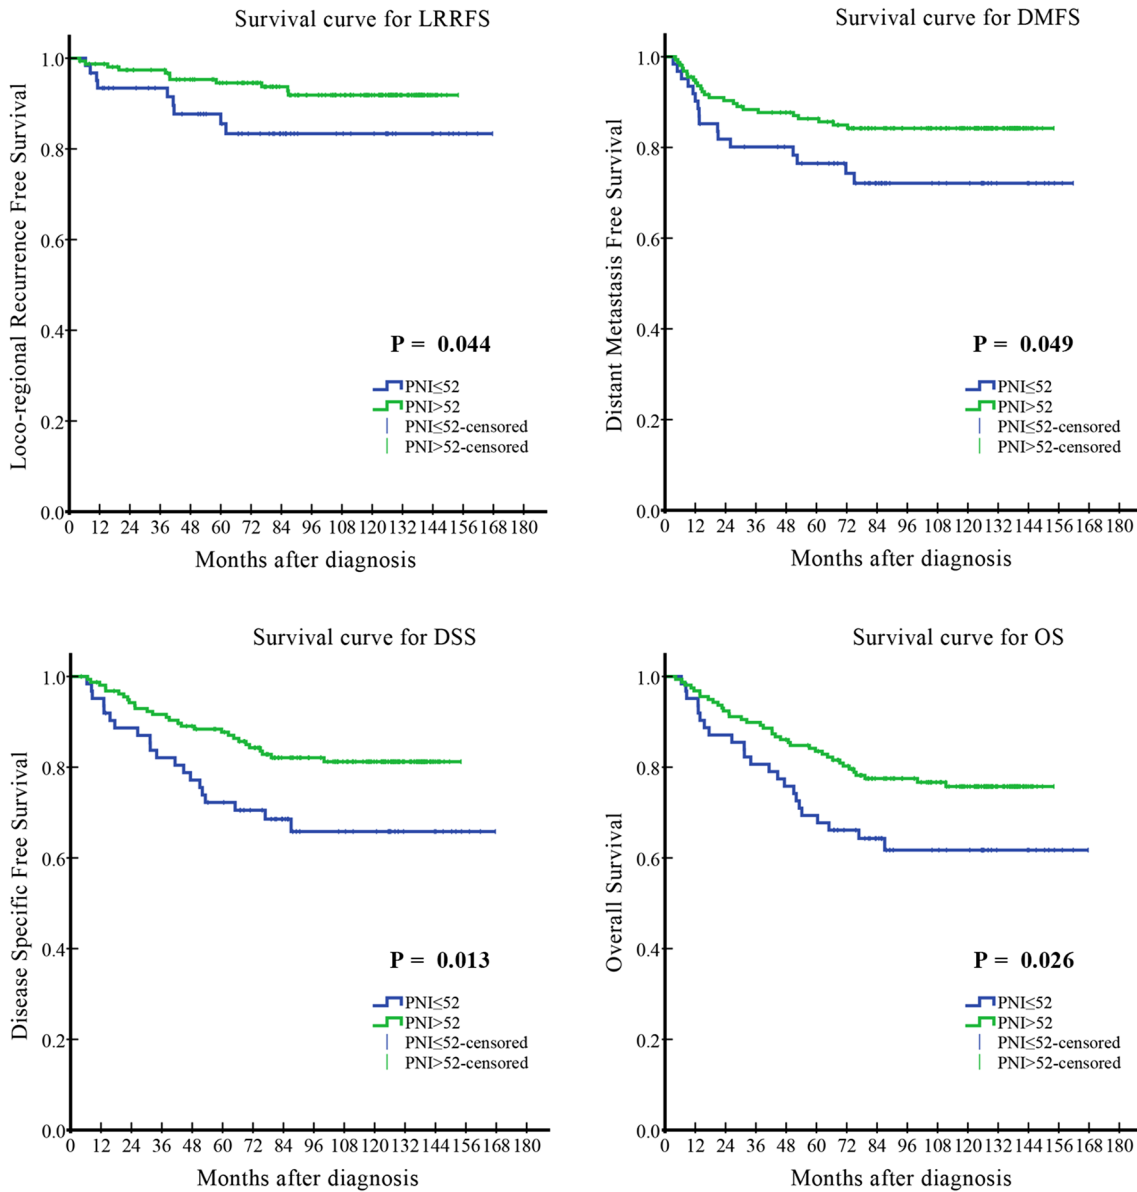 Survival curve for LRRFS
Loco-regional Recurrence Free Survival
1.0
0.8
0.6
0.4
0.2
0.0
P = 0.044
PNI≤52
PNI>52
PNI≤52-censored
PNI>52-censored
0 12 24 36 48 60 72 84 96 108 120 132 144 156 168 180
Months after diagnosis
Survival curve for DMFS
Distant Metastasis Free Survival
1.0
0.8
0.6
0.4
0.2
0.0
P = 0.049
PNI≤52
PNI>52
PNI≤52-censored
PNI>52-censored
0 12 24 36 48 60 72 84 96 108 120 132 144 156 168 180
Months after diagnosis
Survival curve for DSS
Disease Specific Free Survival
1.0
0.8
0.6
0.4
0.2
0.0
P = 0.013
PNI≤52
PNI>52
PNI≤52-censored
PNI>52-censored
0 12 24 36 48 60 72 84 96 108 120 132 144 156 168 180
Months after diagnosis
Survival curve for OS
Overall Survival
1.0
0.8
0.6
0.4
0.2
0.0
P = 0.026
PNI≤52
PNI>52
PNI≤52-censored
PNI>52-censored
0 12 24 36 48 60 72 84 96 108 120 132 144 156 168 180
Months after diagnosis